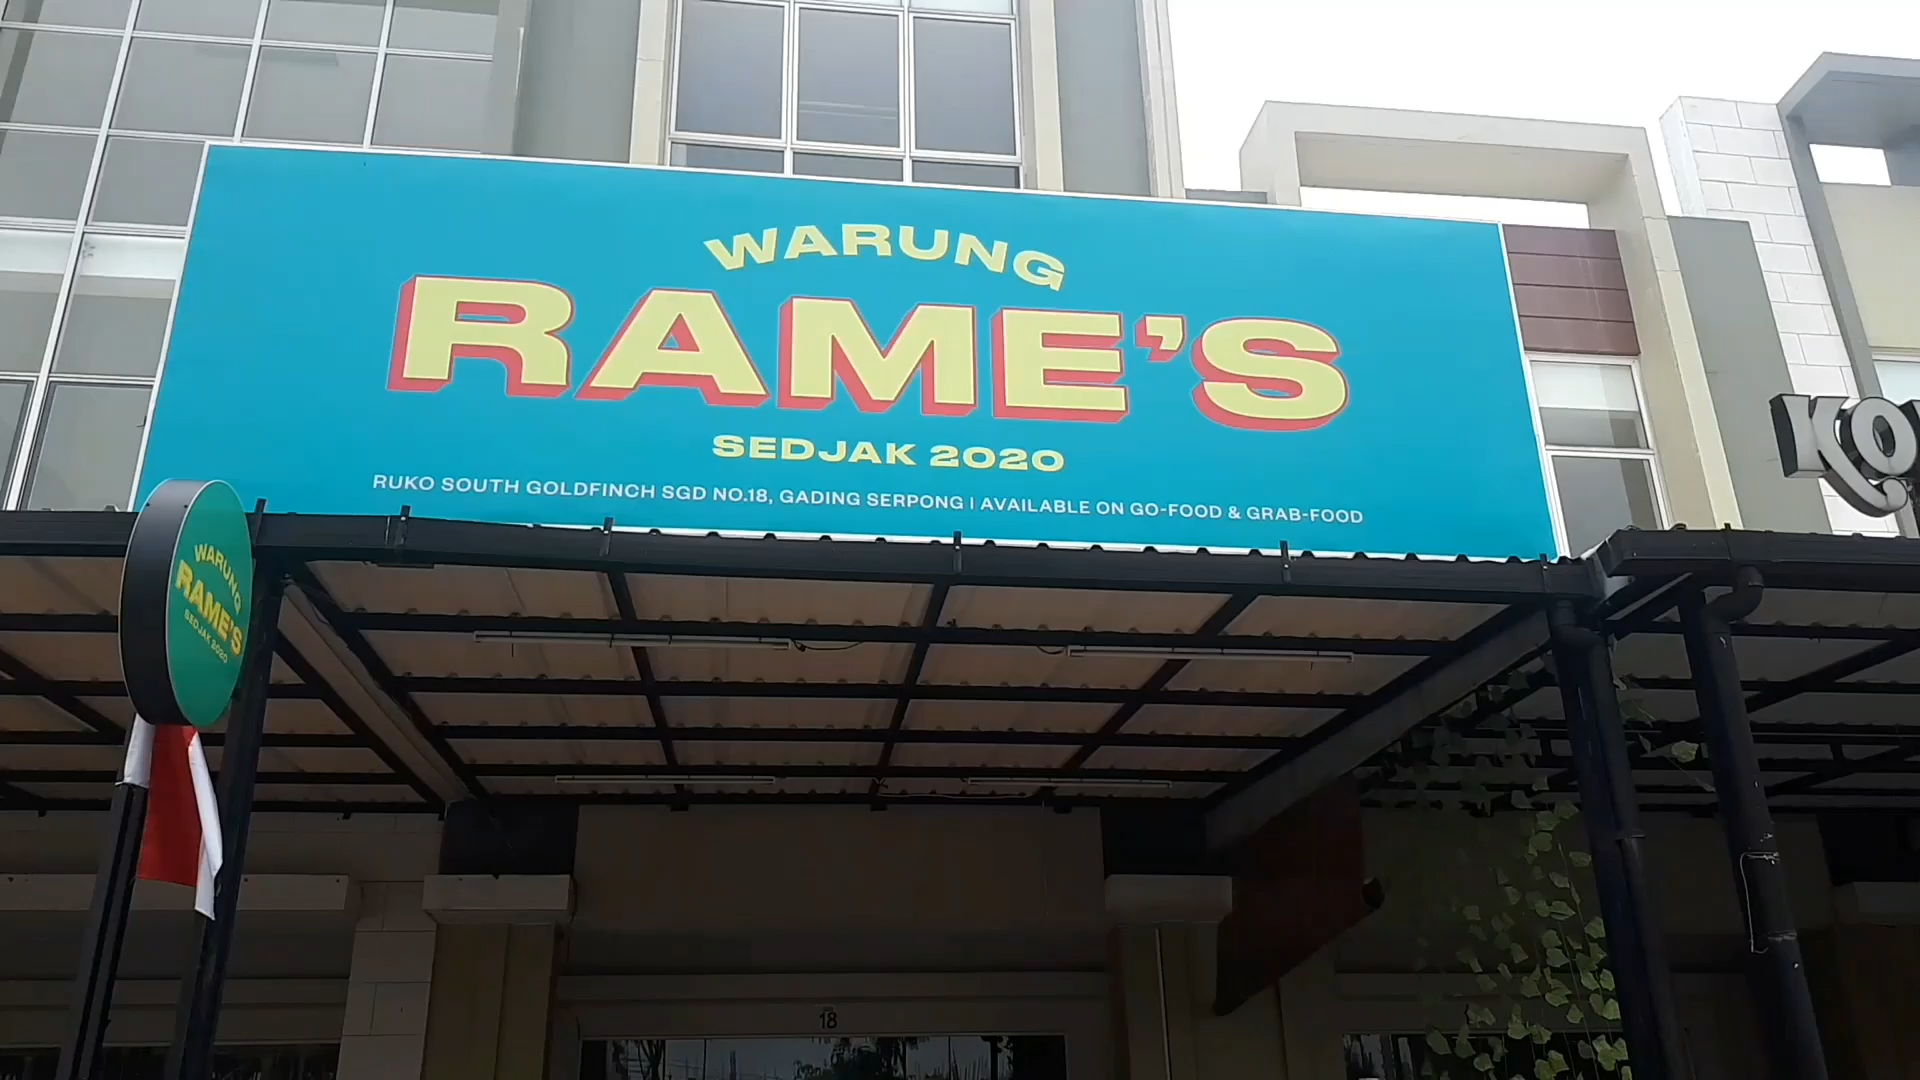 WARUNG
RAME'S
SEDJAK 2020
RUKO SOUTH GOLDFINCH SGD NO.18, GADING SERPONG | AVAILABLE ON GO-FOOD & GRAB-FOOD
WARUNG
RAME'S
SEDJAK 2020
KO
18